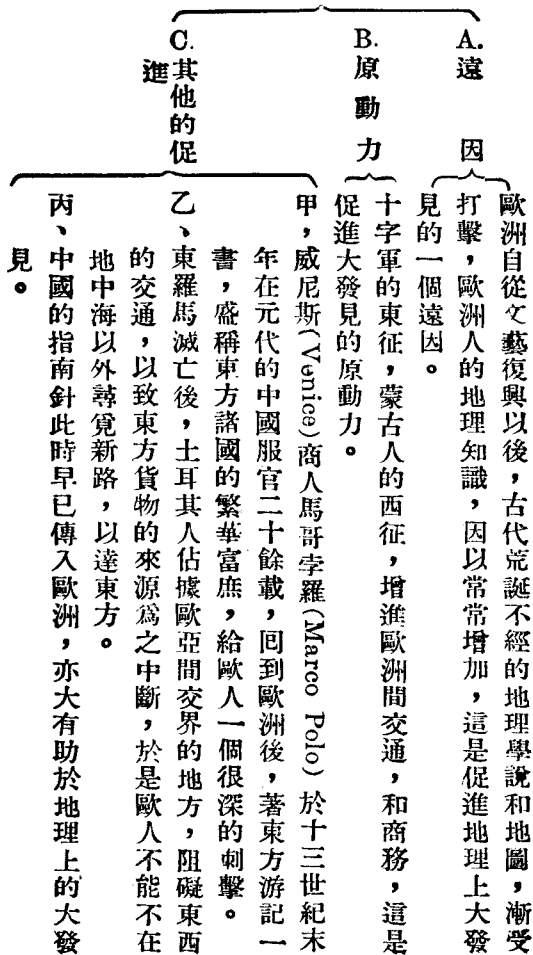 A.遠因
歐洲自從文藝復興以後，古代荒誕不經的地理學說和地圖，漸受
打擊，歐洲人的地理知識，因以常常增加，這是促進地理上大發
見的一個遠因。
B.原動力
十字軍的東征，蒙古人的西征，增進歐洲間交通，和商務，這是
促進大發見的原動力。
C.其他的促
進
甲，威尼斯(Venice)商人馬哥孛羅(Marco Polo)於十三世紀末
年在元代的中國服官二十餘載，回到歐洲後，著東方游記一
書，盛稱東方諸國的繁華富庶，給歐人一個很深的刺擊。
乙、東羅馬滅亡後，土耳其人佔據歐亞間交界的地方，阻礙東西
的交通，以致東方貨物的來源爲之中斷，於是歐人不能不在
地中海以外尋覓新路，以達東方。
丙、中國的指南針此時早已傳入歐洲，亦大有助於地理上的大發
見。